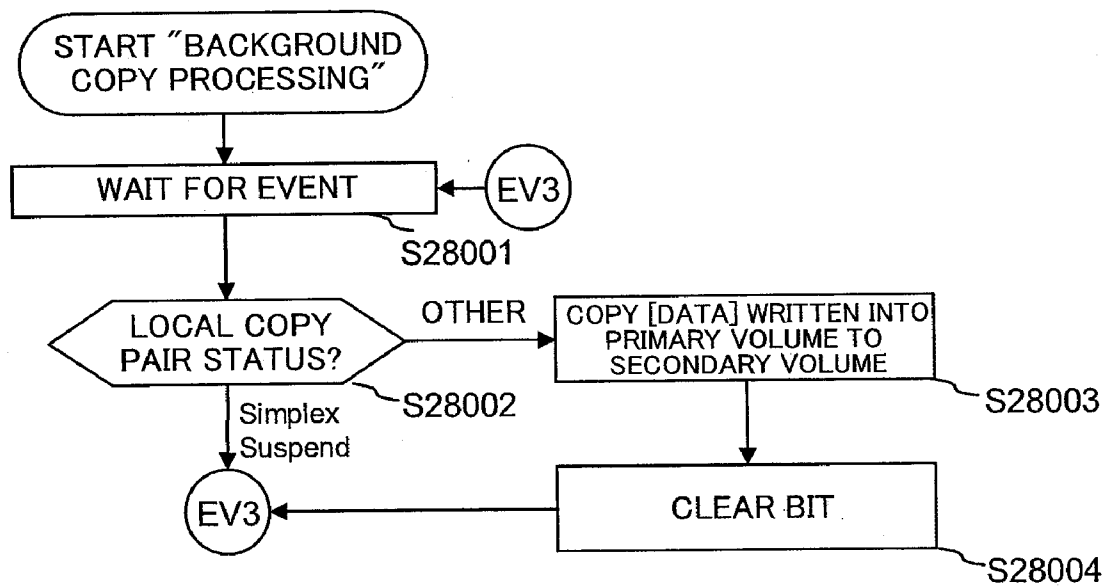 START "BACKGROUND
COPY PROCESSING"
WAIT FOR EVENT
EV3
S28001
LOCAL COPY
PAIR STATUS?
OTHER
COPY [DATA] WRITTEN INTO
PRIMARY VOLUME TO
SECONDARY VOLUME
S28002
S28003
Simplex
Suspend
EV3
CLEAR BIT
S28004